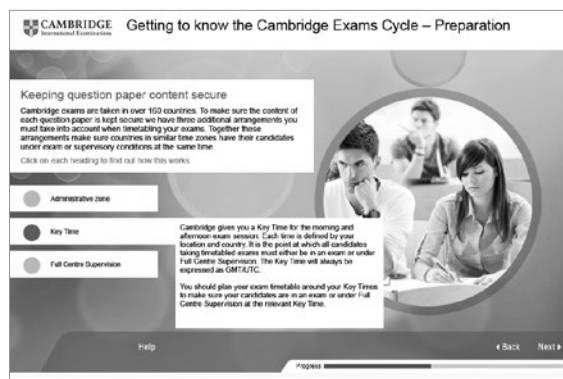 CAMBRIDGE
International Examinations
Getting to know the Cambridge Exams Cycle – Preparation
Keeping question paper content secure
Cambridge exams are taken in over 160 countries. To make sure the content of
each question paper is kept secure we have three additional arrangements you
must take into account when timetabling your exams. Together these
arrangements make sure countries in similar time zones have their candidates
under exam or supervisory conditions at the same time.
Click on each heading to find out how this works.
Administrative zone
Key Time
Full Centre Supervision
Cambridge gives you a Key Time for the morning and
afternoon exam session. Each time is defined by your
location and country. It is the point at which all candidates
taking timetabled exams must either be in an exam or under
Full Centre Supervision. The Key Time will always be
expressed as GMT/UTC.
You should plan your exam timetable around your Key Times
to make sure your candidates are in an exam or under Full
Centre Supervision at the relevant Key Time.
Help
Back
Next
Progress